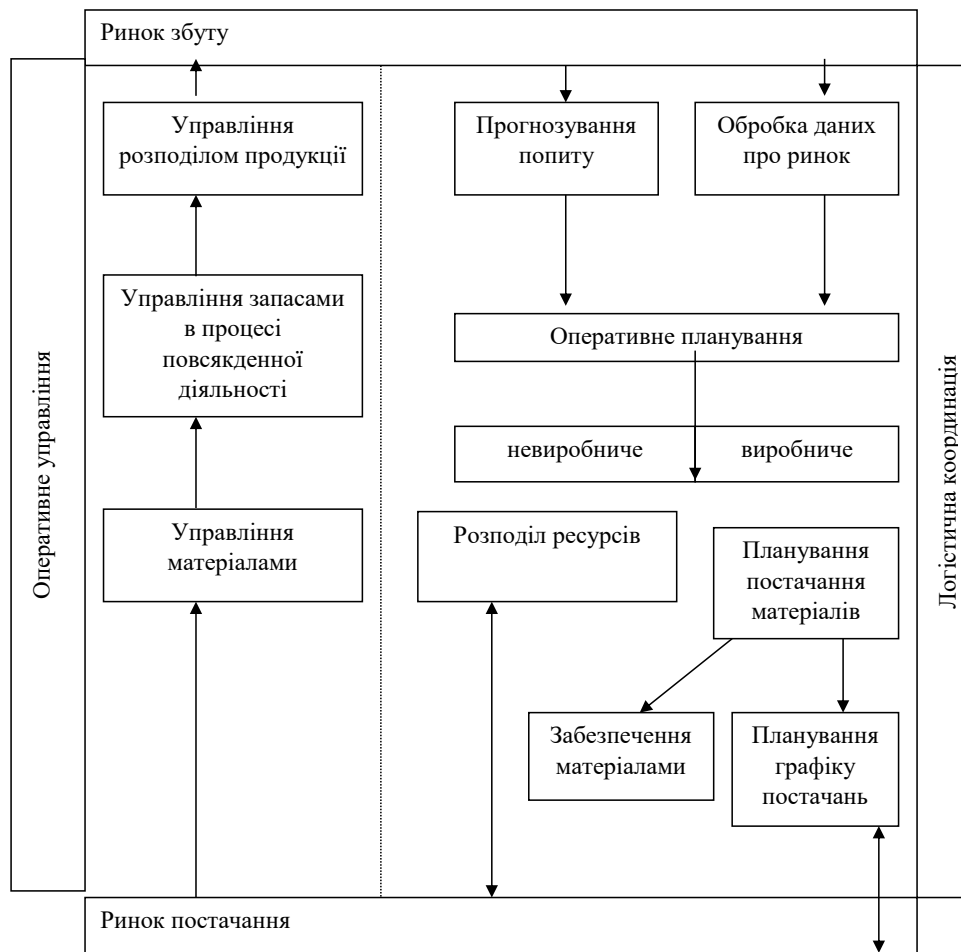 Ринок збуту
Оперативне управління
Управління
розподілом продукції
Управління запасами
в процесі
повсякденної
діяльності
Управління
матеріалами
Прогнозування
попиту
Обробка даних
про ринок
Оперативне планування
невиробниче
виробниче
Розподіл ресурсів
Планування
постачання
матеріалів
Забезпечення
матеріалами
Планування
графіку
постачань
Логістична координація
Ринок постачання